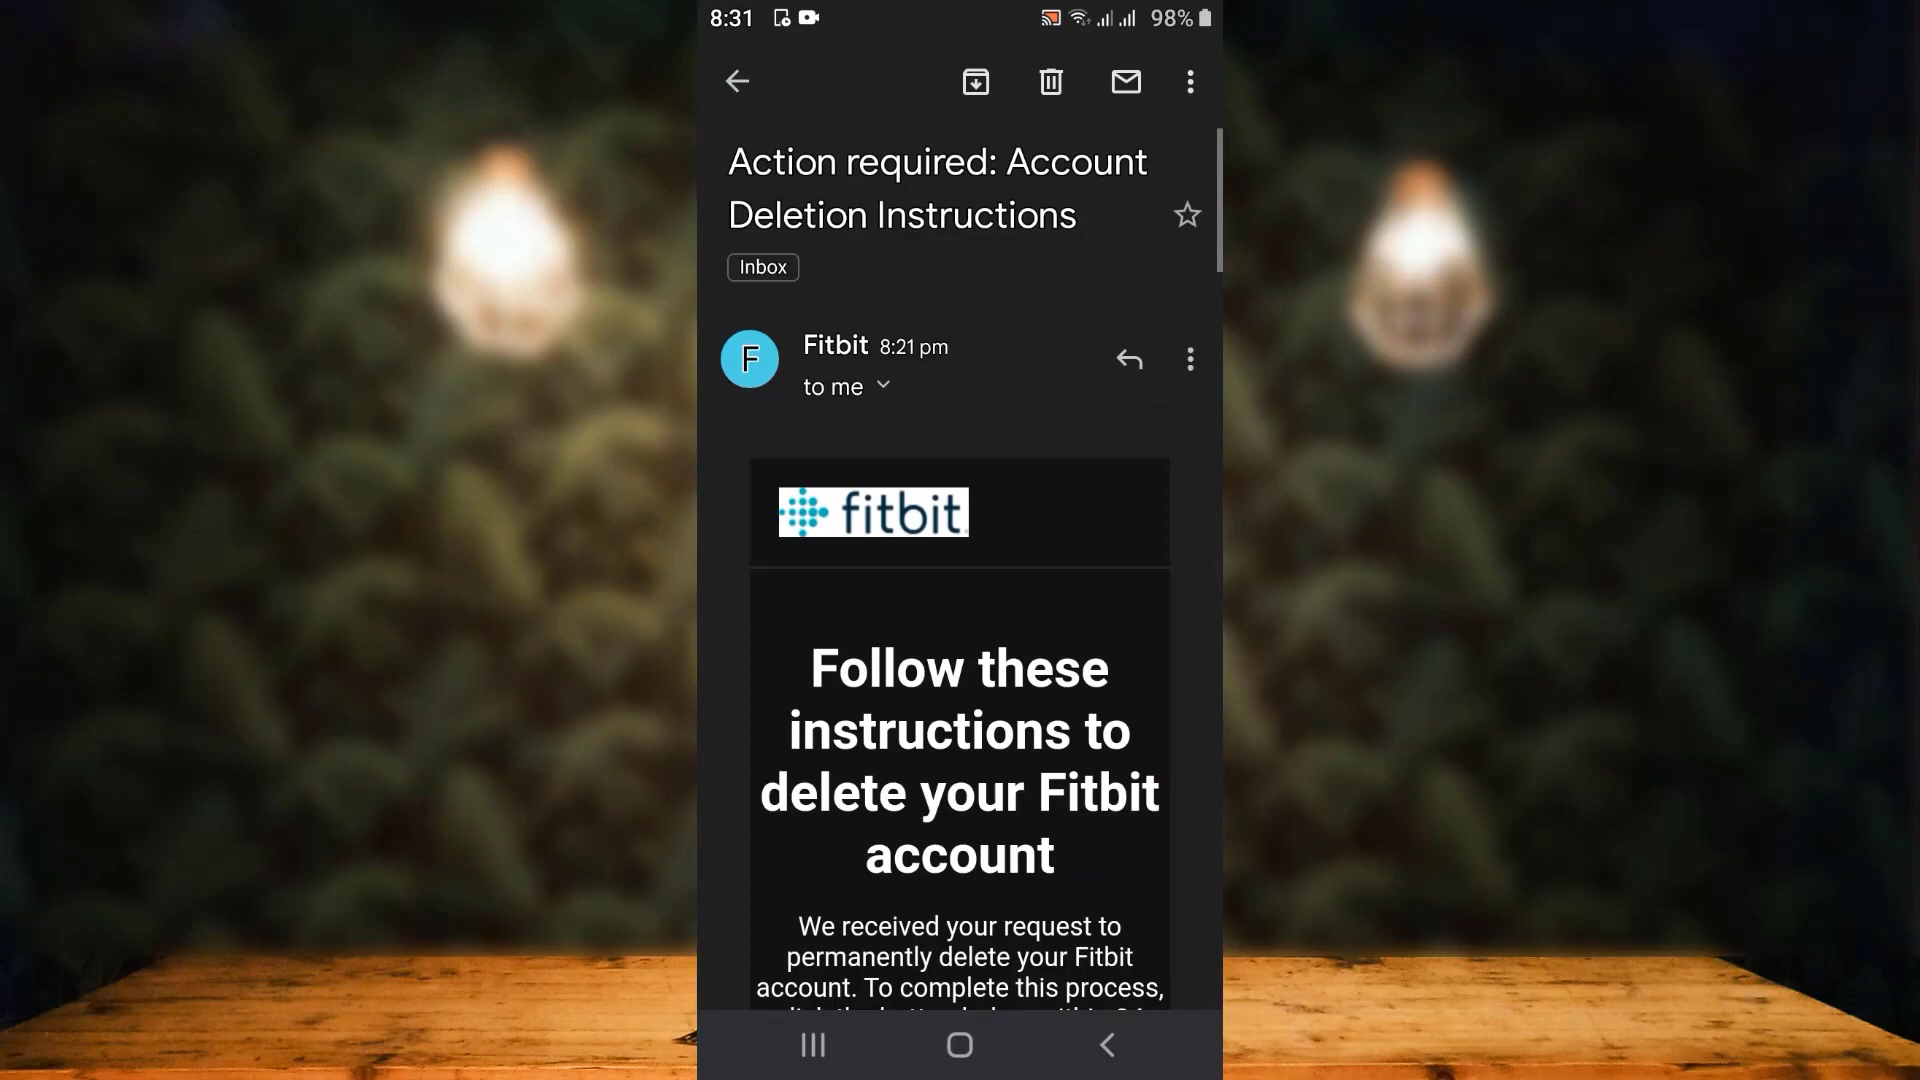 8:31
98%
Action required: Account
Deletion Instructions
Inbox
F
Fitbit 8:21 pm
to me
fitbit
Follow these
instructions to
delete your Fitbit
account
We received your request to
permanently delete your Fitbit
account. To complete this process,